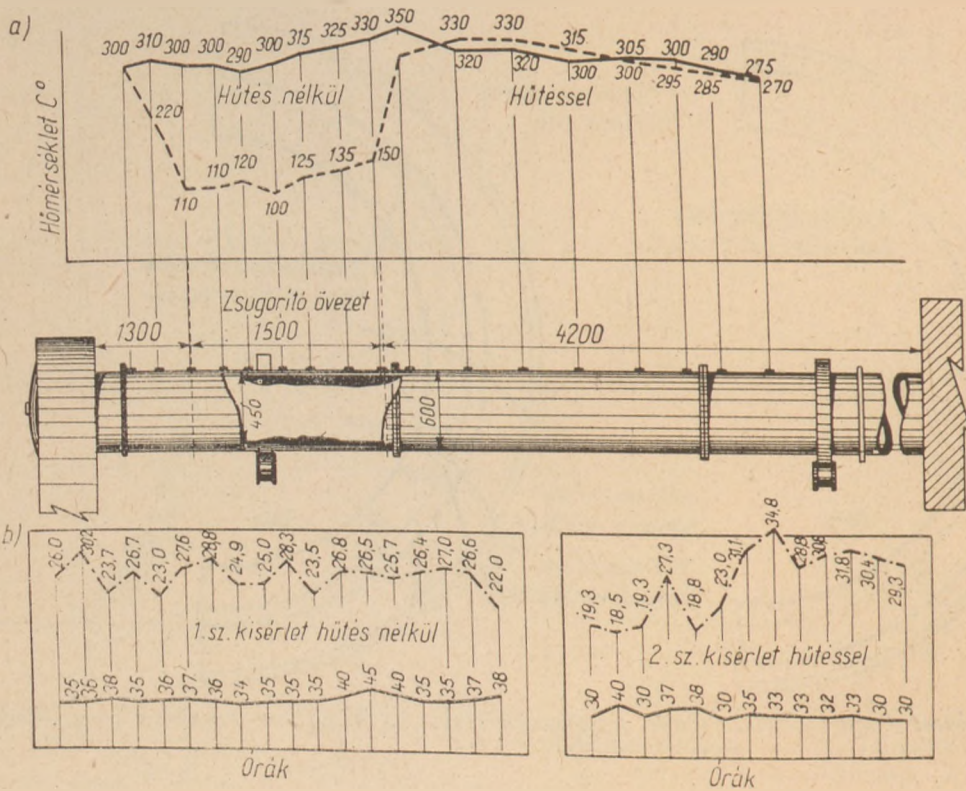 a)
Hőmérséklet C°
300 310 300 300 290 300 315 325 330 350 330 330 315 305 300 290 275
320 320 300 300 295 285 270
Hűtés nélkül
Hűtéssel
220
110 110 120 100 125 135 150
Zsugorító övezet
1300 1500 4200
450 600
b)
26,0 30,2 23,7 26,7 23,0 27,6 28,8 24,9 25,0 28,3 23,5 26,8 26,5 25,7 26,4 27,0 26,6 22,0
1. sz. kisérlet hűtés nélkül
35 36 38 35 36 37 36 34 35 35 35 40 45 40 35 35 37 38
Órák
19,3 18,5 19,3 27,3 18,8 23,0 31,1 34,8 28,8 31,8 30,4 29,3
2. sz. kisérlet hűtéssel
30 40 30 37 38 30 35 33 33 32 33 30 30
Órák